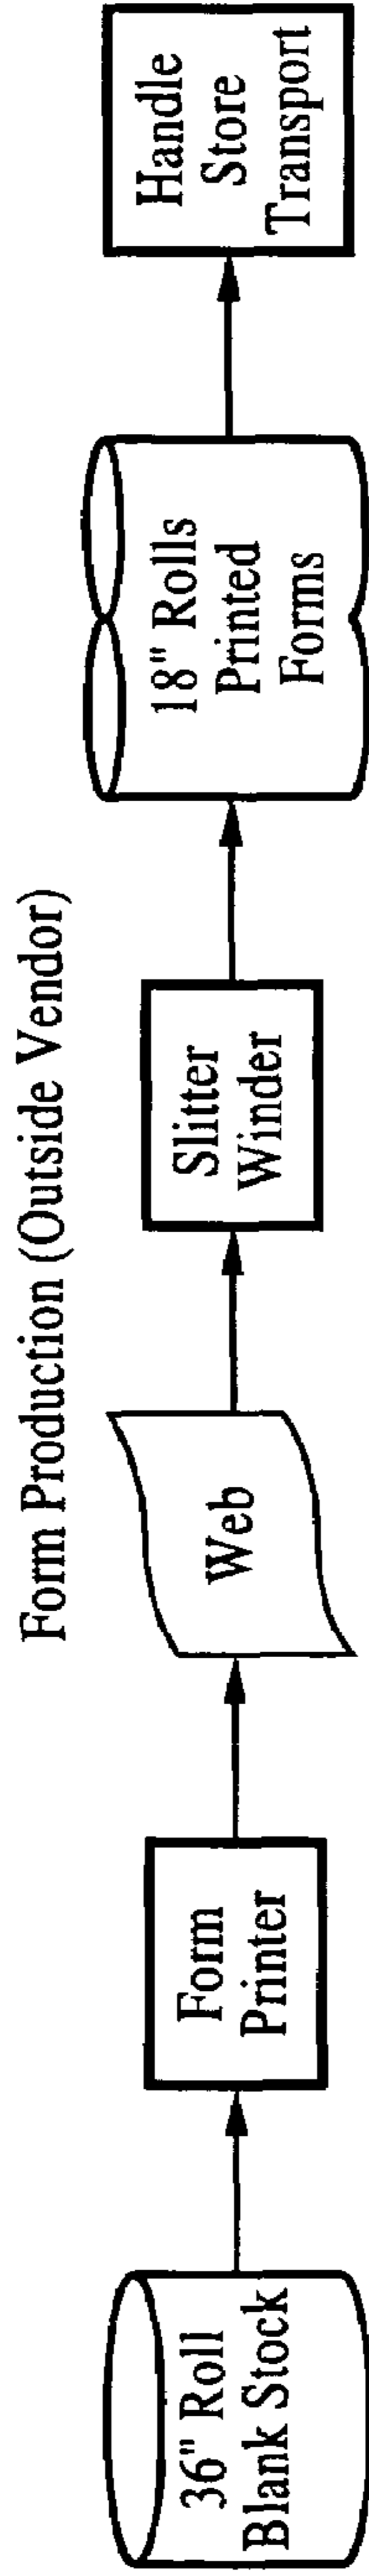 Form Production (Outside Vendor)
36" Roll
Blank Stock
Form
Printer
Web
Slitter
Winder
18" Rolls
Printed
Forms
Handle
Store
Transport